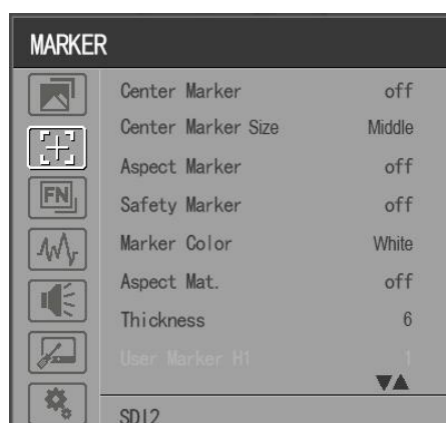 MARKER
Center Marker off
Center Marker Size Middle
Aspect Marker off
FN
Safety Marker off
Marker Color White
Aspect Mat. off
Thickness 6
User Marker H1 1
▼▲
SDI2